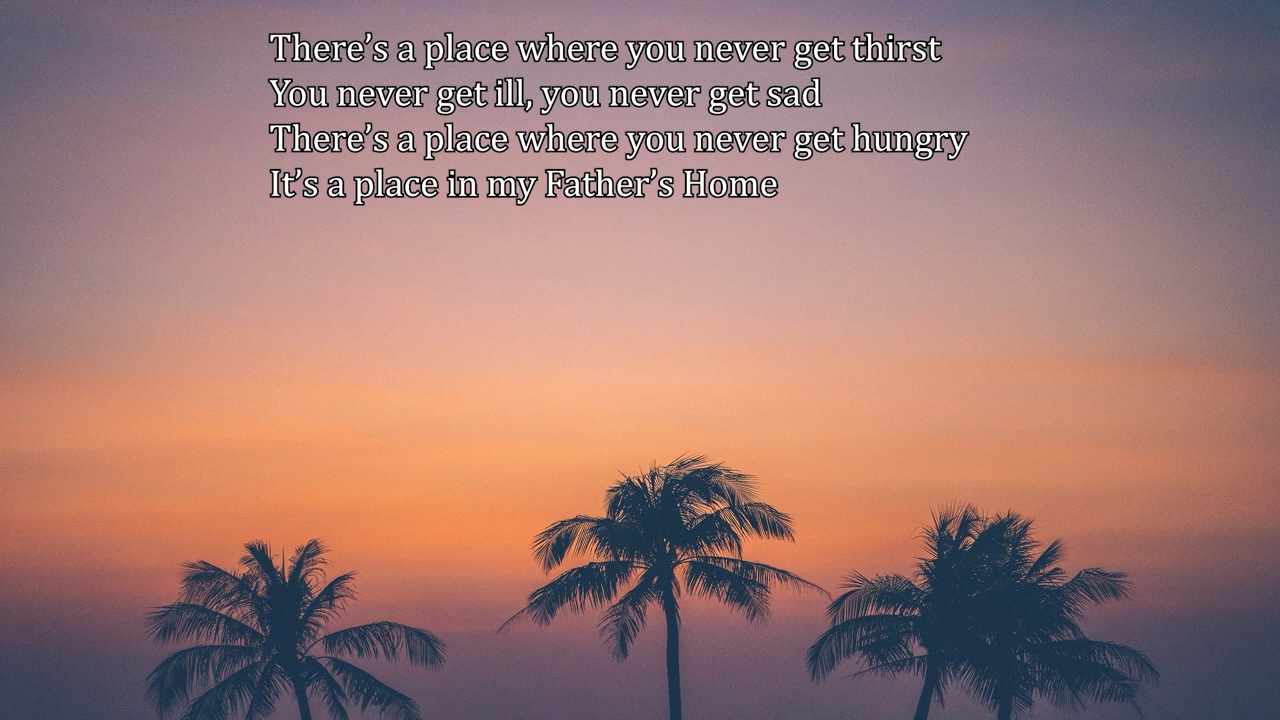 There’s a place where you never get thirst
You never get ill, you never get sad
There’s a place where you never get hungry
It’s a place in my Father’s Home